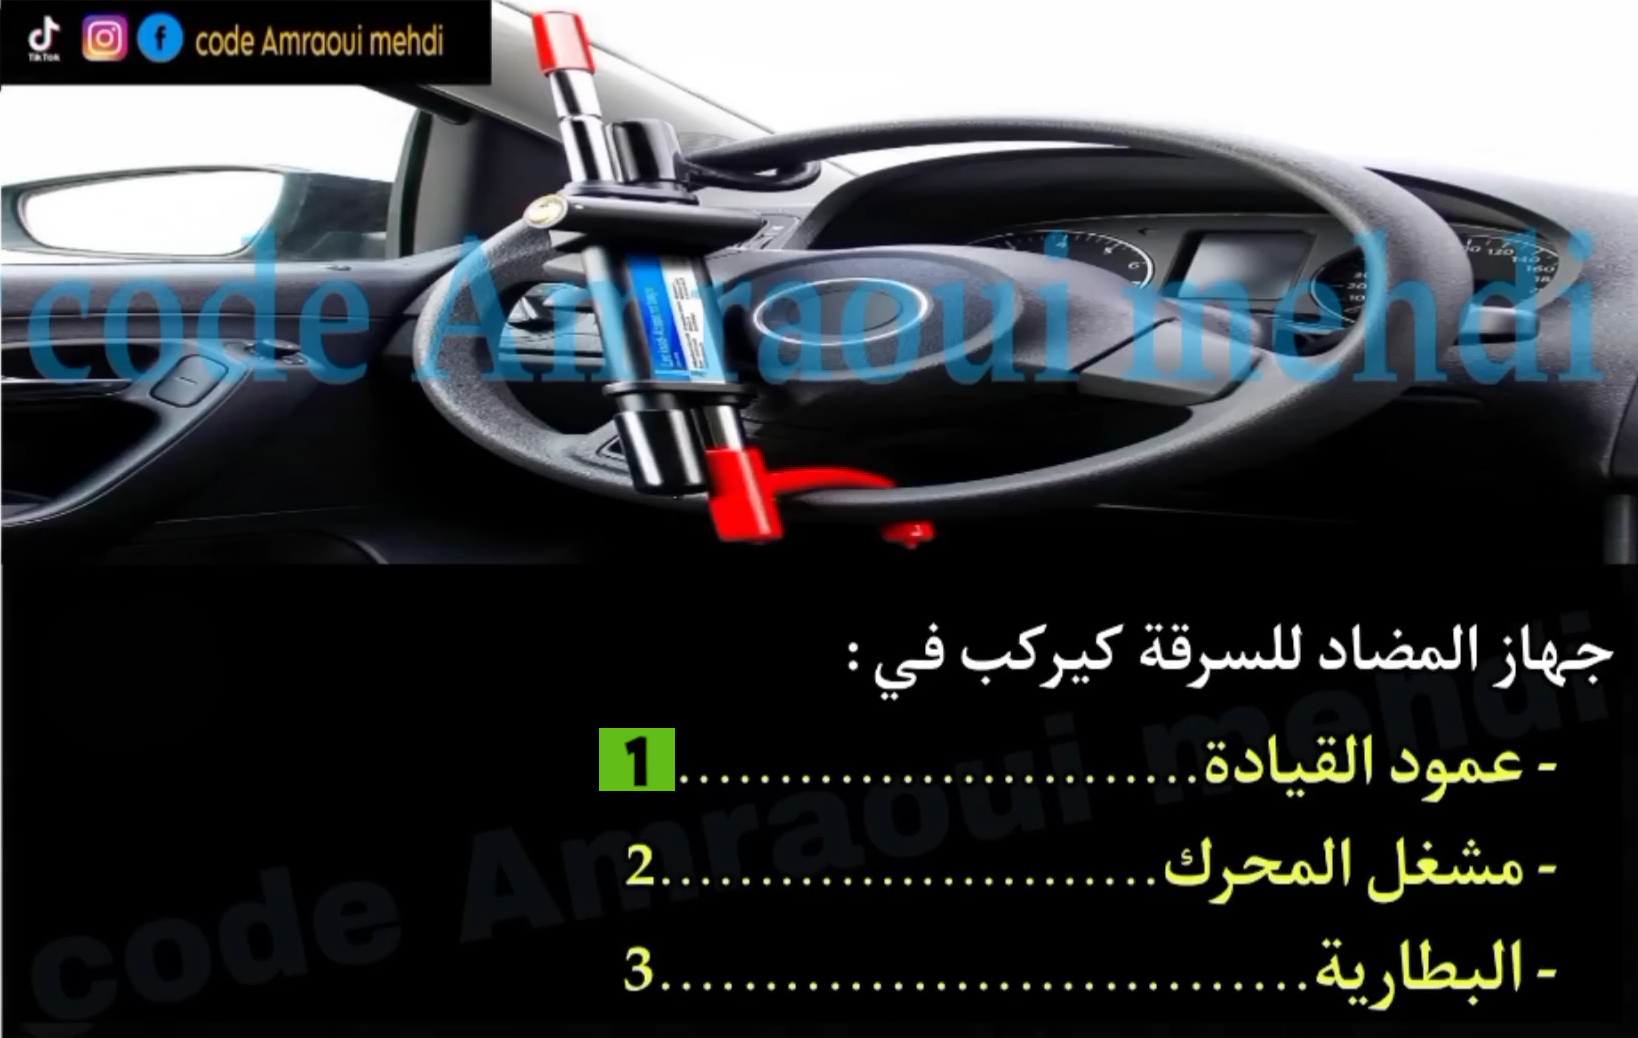 code Amraoui mehdi
code Amraoui mehdi
جهاز المضاد للسرقة كيركب في :
- عمود القيادة..........................1
- مشغل المحرك.........................2
- البطارية.................................3
code Amraoui mehdi